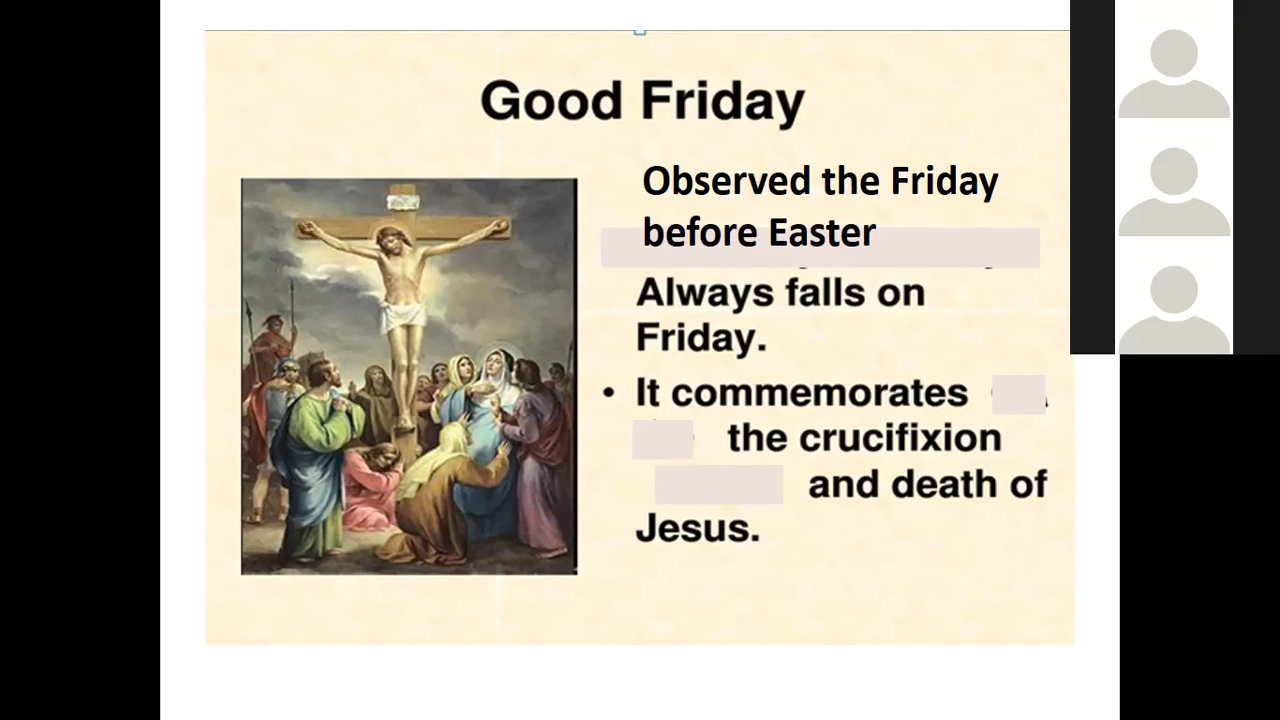 Good Friday
Observed the Friday
before Easter
Always falls on
Friday.
• It commemorates
the crucifixion
and death of
Jesus.